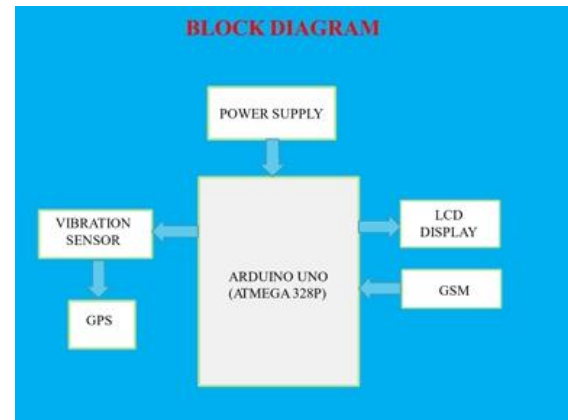 BLOCK DIAGRAM
POWER SUPPLY
VIBRATION
SENSOR
LCD
DISPLAY
ARDUINO UNO
(ATMEGA 328P)
GSM
GPS